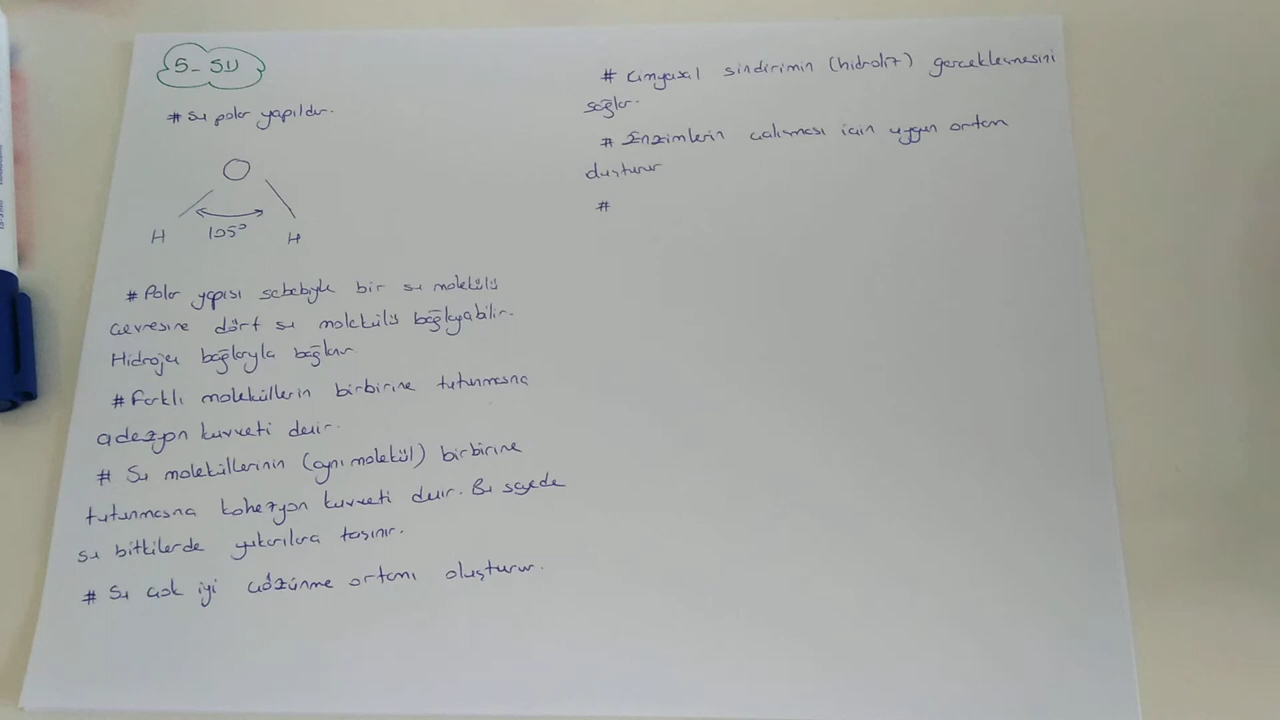 5- SU
# Su polar yapılıdır.
O
105°
H H
# Polar yapısı sebebiyle bir su molekülü
çevresine dört su molekülü bağlayabilir.
Hidrojen bağlarıyla bağlanır.
# Farklı moleküllerin birbirine tutunmasına
adezyon kuvveti denir.
# Su moleküllerinin (aynı molekül) birbirine
tutunmasına kohezyon kuvveti denir. Bu sayede
su bitkilerde yukarılara taşınır.
# Su çok iyi çözünme ortamı oluşturur.
# Kimyasal sindirimin (hidroliz) gerçekleşmesini
sağlar.
# Enzimlerin çalışması için uygun ortam
oluşturur
#